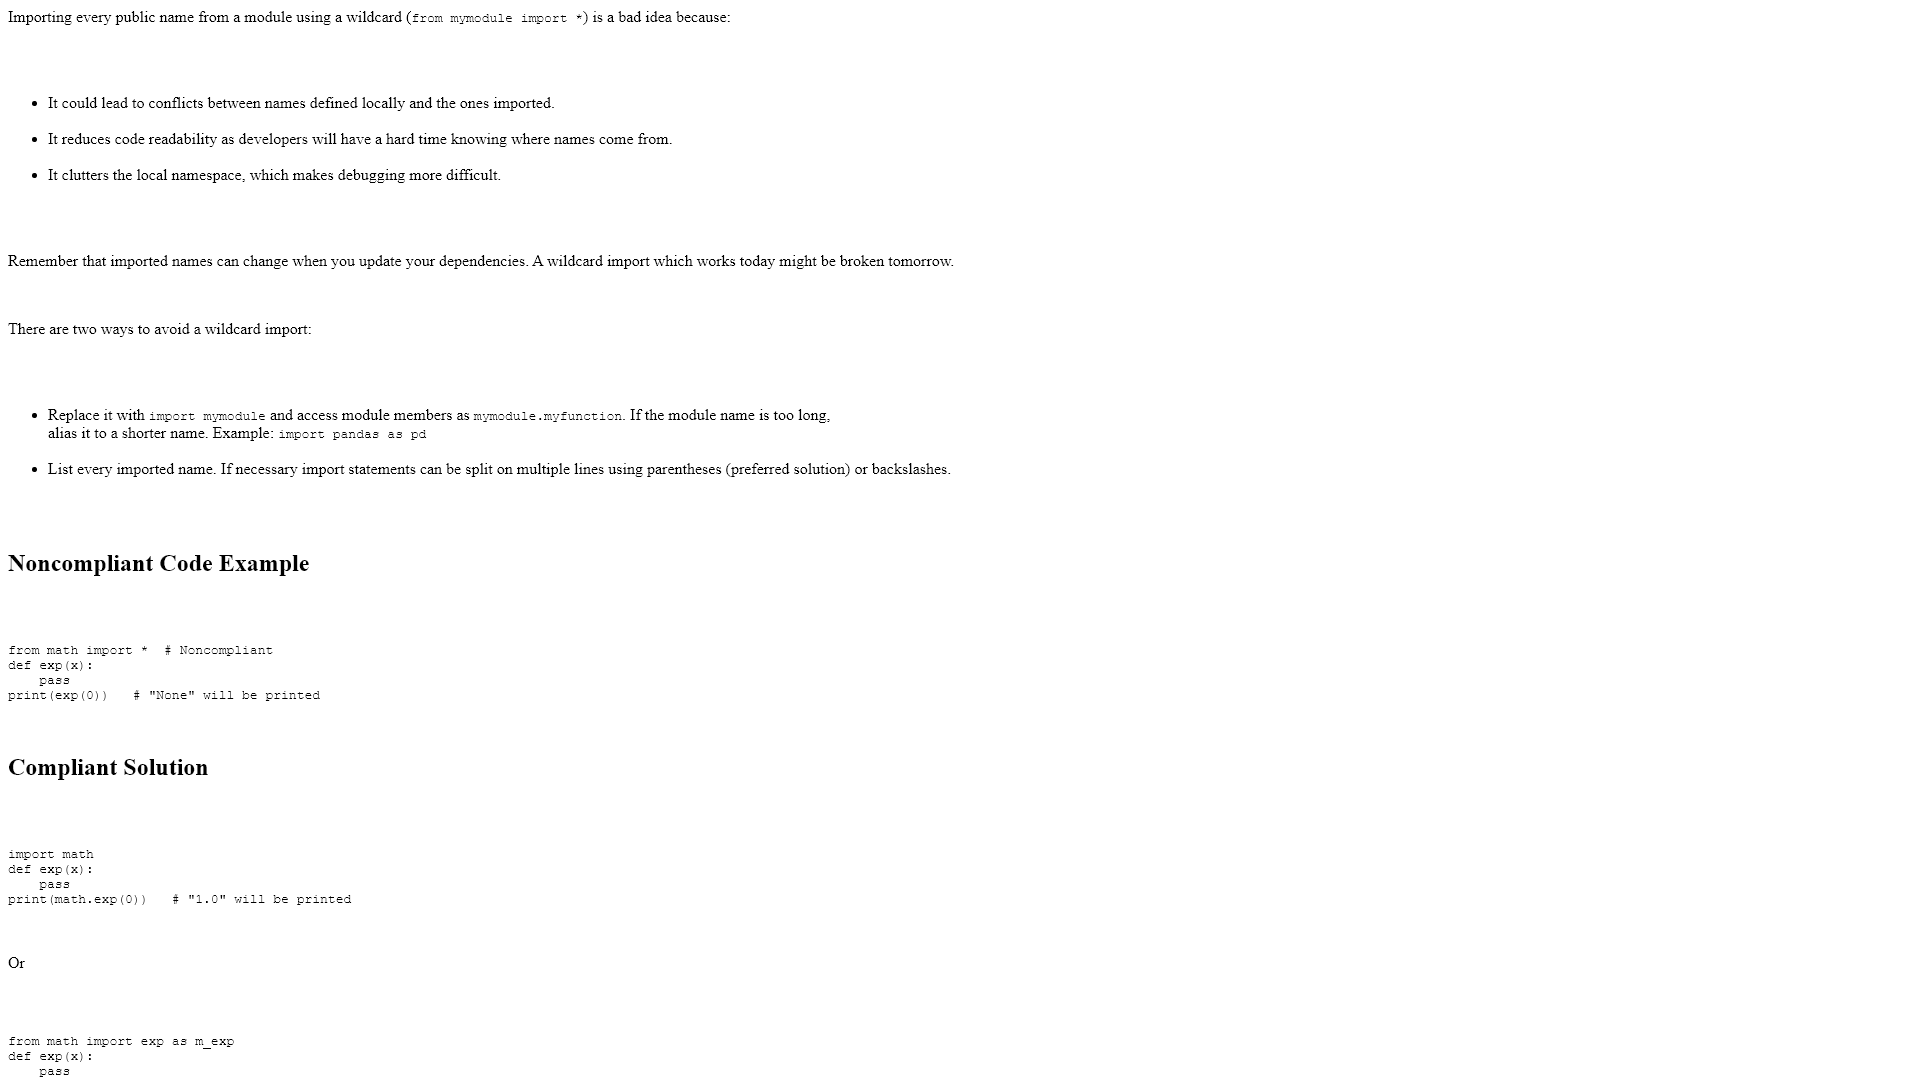 Importing every public name from a module using a wildcard (from mymodule import *) is a bad idea because:
• It could lead to conflicts between names defined locally and the ones imported.
• It reduces code readability as developers will have a hard time knowing where names come from.
• It clutters the local namespace, which makes debugging more difficult.
Remember that imported names can change when you update your dependencies. A wildcard import which works today might be broken tomorrow.
There are two ways to avoid a wildcard import:
• Replace it with import mymodule and access module members as mymodule.myfunction. If the module name is too long,
alias it to a shorter name. Example: import pandas as pd
• List every imported name. If necessary import statements can be split on multiple lines using parentheses (preferred solution) or backslashes.
Noncompliant Code Example
from math import *  # Noncompliant
def exp(x):
    pass
print(exp(0))   # "None" will be printed
Compliant Solution
import math
def exp(x):
    pass
print(math.exp(0))   # "1.0" will be printed
Or
from math import exp as m_exp
def exp(x):
    pass